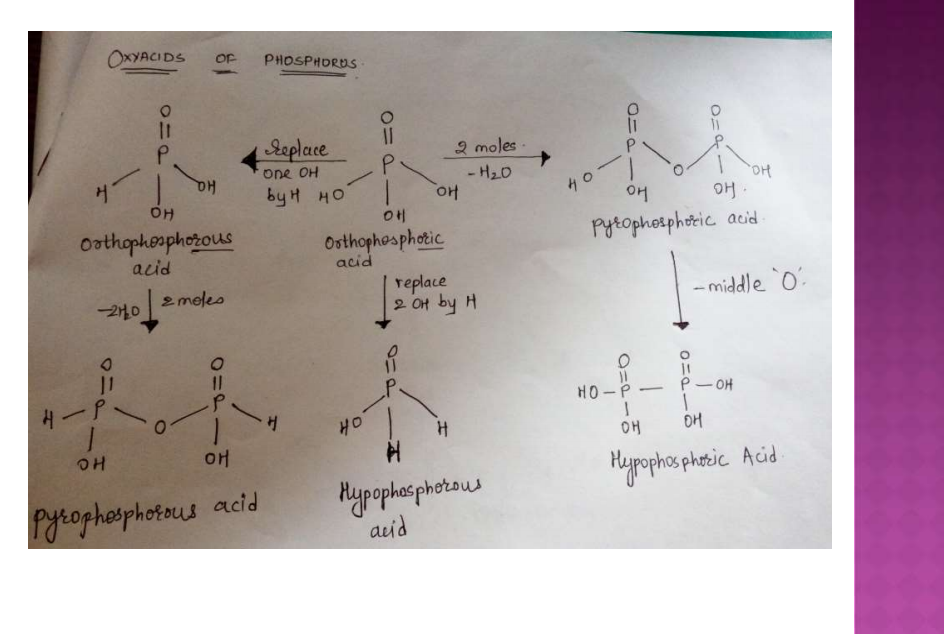 OXYACIDS OF PHOSPHORUS.
O
||
P
H
OH
OH
Orthophosphorous
acid
replace
one OH
by H
O
||
P
HO
OH
OH
Orthophosphoric
acid
2 moles.
-H2O
O
||
P
HO
OH
O
O
||
P
OH
OH.
pyrophosphoric acid.
-2H2O
2 moles
replace
2 OH by H
-middle 'O'.
O
||
H-P
OH
O
O
||
P
H
OH
pyrophosphorous acid
O
||
P
HO
H
H
Hypophosphorous
acid
O
||
HO-P
OH
O
||
P-OH
OH
Hypophosphoric Acid.